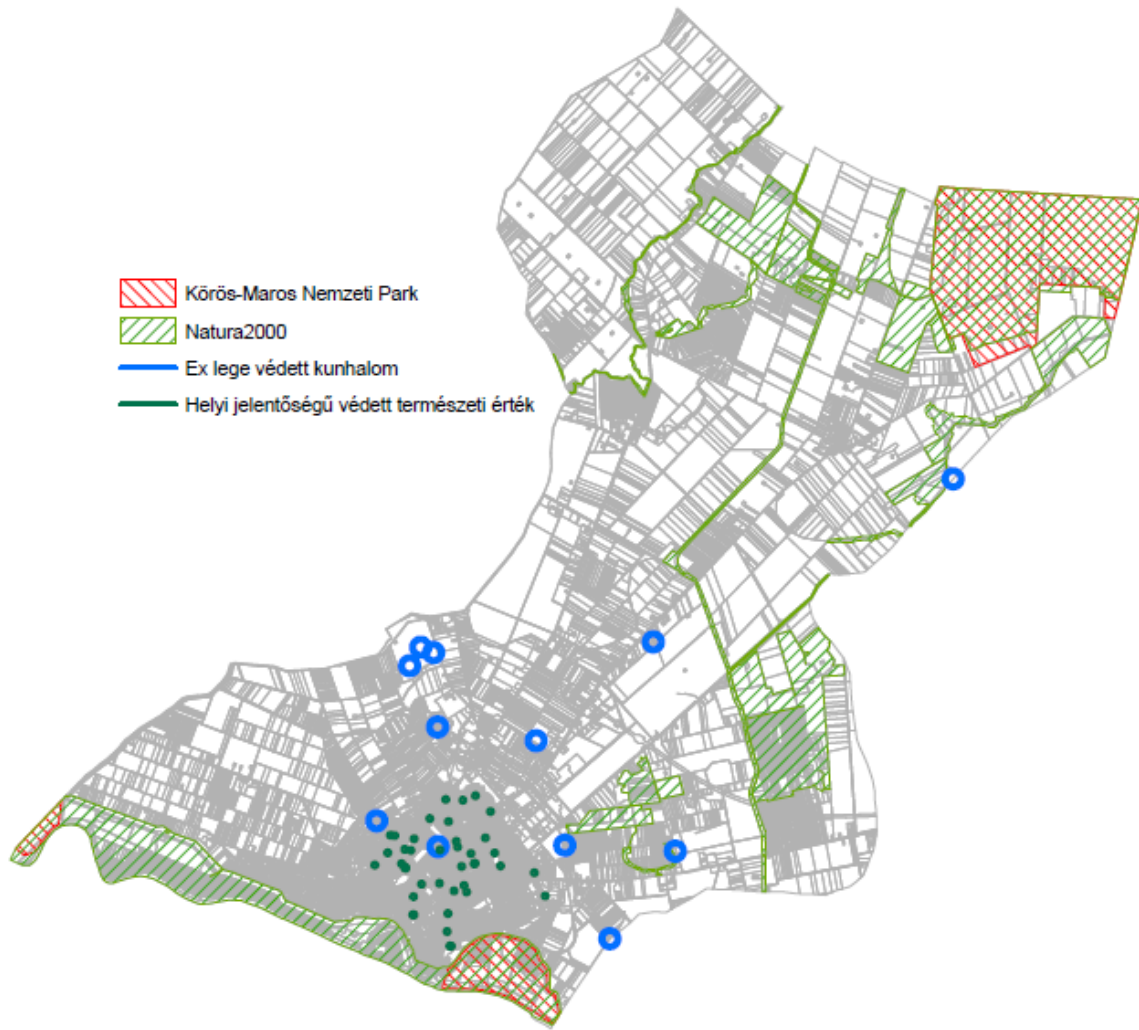 Körös-Maros Nemzeti Park
Natura2000
Ex lege védett kunhalom
Helyi jelentőségű védett természeti érték